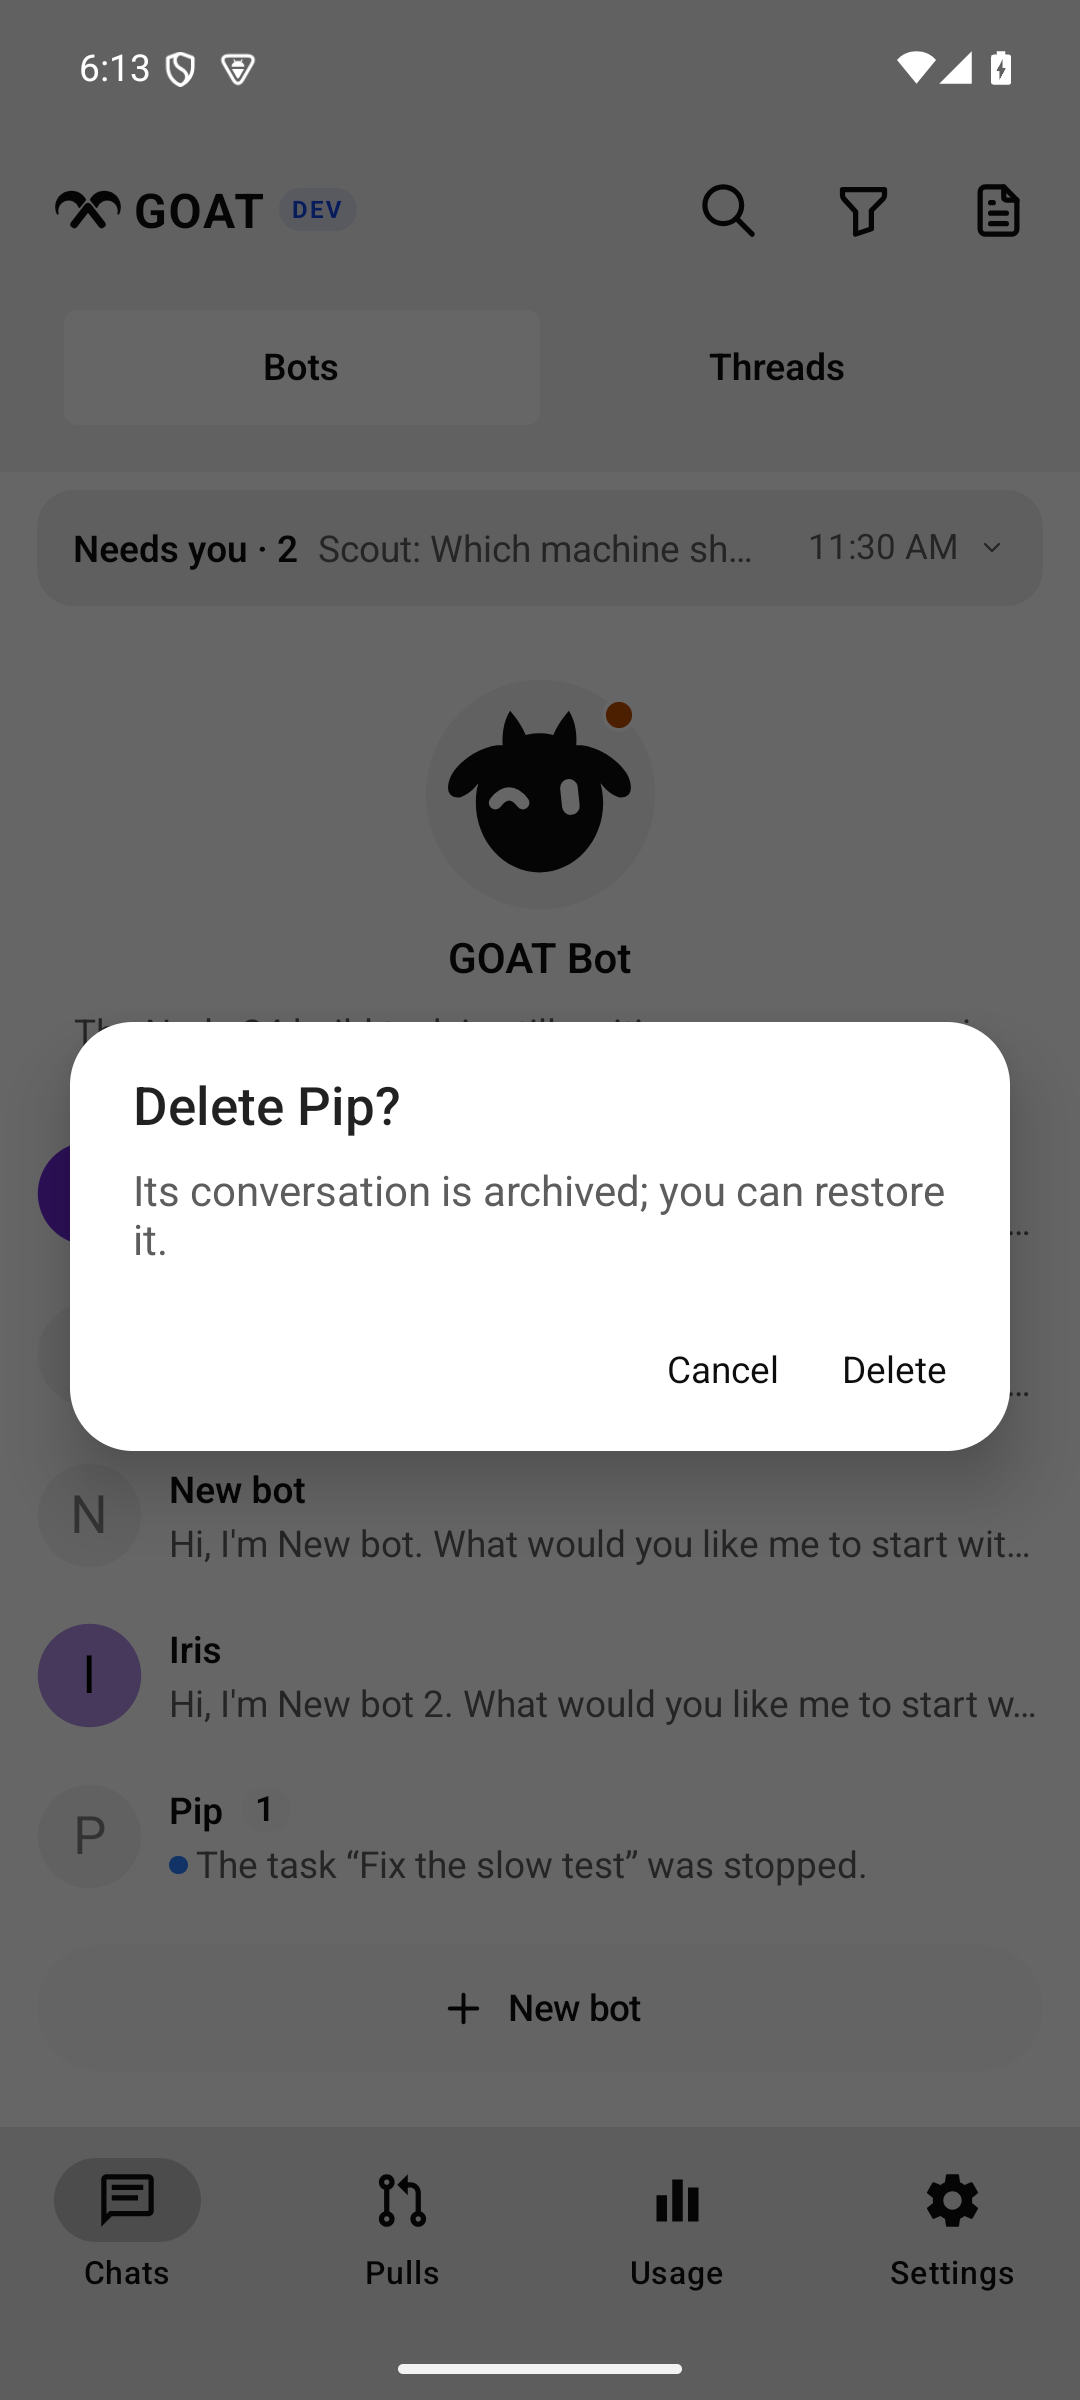 6:13
GOAT DEV
Bots
Threads
Needs you · 2 Scout: Which machine sh… 11:30 AM
GOAT Bot
Delete Pip?
Its conversation is archived; you can restore
it.
Cancel Delete
N
New bot
Hi, I'm New bot. What would you like me to start wit…
I
Iris
Hi, I'm New bot 2. What would you like me to start w…
P
Pip 1
The task “Fix the slow test” was stopped.
New bot
Chats Pulls Usage Settings